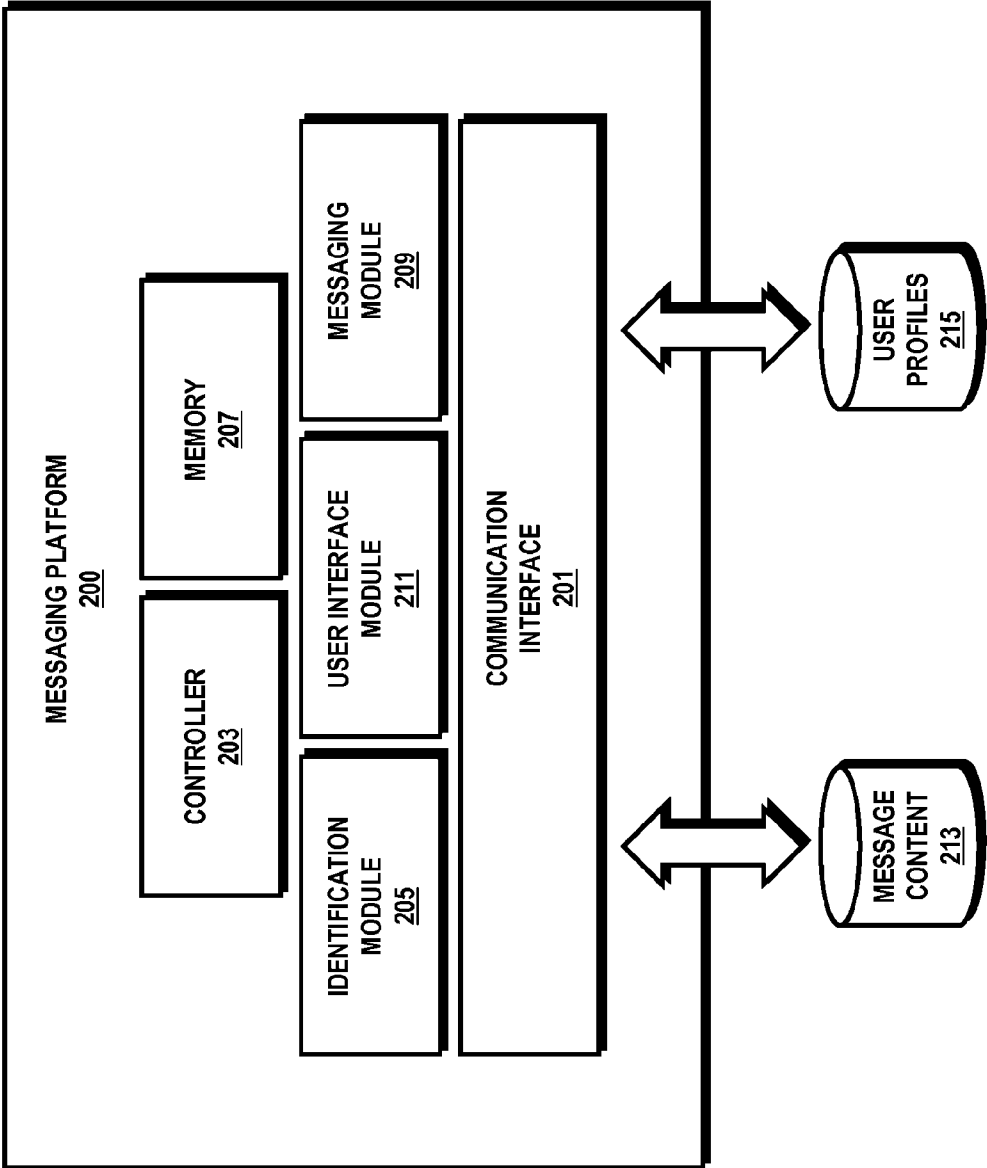 MESSAGING PLATFORM
200
CONTROLLER
203
MEMORY
207
IDENTIFICATION
MODULE
205
USER INTERFACE
MODULE
211
MESSAGING
MODULE
209
COMMUNICATION
INTERFACE
201
MESSAGE
CONTENT
213
USER
PROFILES
215